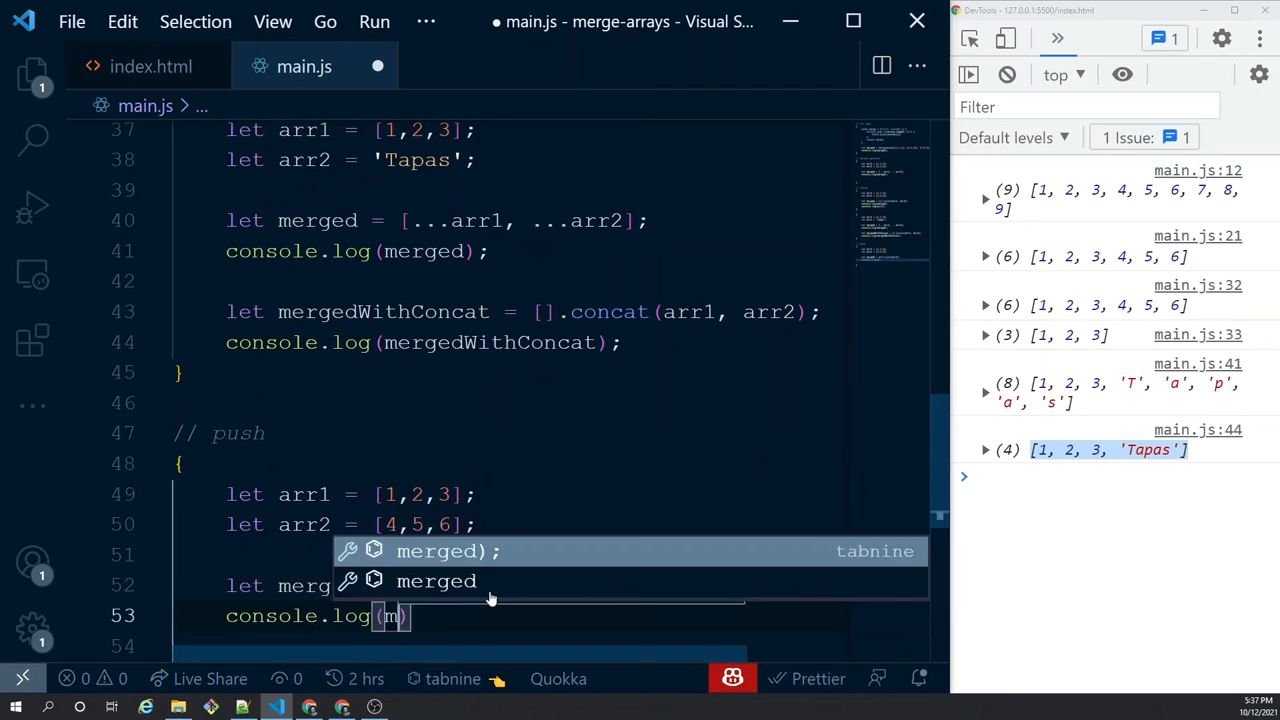 File Edit Selection View Go Run ··· ● main.js - merge-arrays - Visual S...
index.html main.js
main.js > ...
37 let arr1 = [1,2,3];
38 let arr2 = 'Tapas';
39
40 let merged = [...arr1, ...arr2];
41 console.log(merged);
42
43 let mergedWithConcat = [].concat(arr1, arr2);
44 console.log(mergedWithConcat);
45 }
46
47 // push
48 {
49 let arr1 = [1,2,3];
50 let arr2 = [4,5,6];
51
merged); tabnine
merged
52 let merg
53 console.log(m)
54
0 0 Live Share 0 2 hrs tabnine Quokka Prettier
1
1
1
DevTools - 127.0.0.1:5500/index.html
1
top
Filter
Default levels 1 Issue: 1
main.js:12
(9) [1, 2, 3, 4, 5, 6, 7, 8,
9]
main.js:21
(6) [1, 2, 3, 4, 5, 6]
main.js:32
(6) [1, 2, 3, 4, 5, 6]
(3) [1, 2, 3] main.js:33
main.js:41
(8) [1, 2, 3, 'T', 'a', 'p',
'a', 's']
main.js:44
(4) [1, 2, 3, 'Tapas']
5:37 PM
10/12/2021